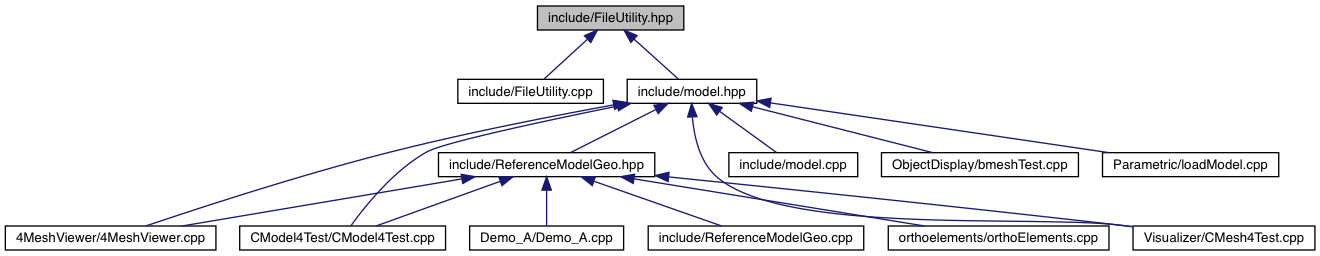 include/FileUtility.hpp
include/FileUtility.cpp
include/model.hpp
include/ReferenceModelGeo.hpp
include/model.cpp
ObjectDisplay/bmeshTest.cpp
Parametric/loadModel.cpp
4MeshViewer/4MeshViewer.cpp
CModel4Test/CModel4Test.cpp
Demo_A/Demo_A.cpp
include/ReferenceModelGeo.cpp
orthoelements/orthoElements.cpp
Visualizer/CMesh4Test.cpp